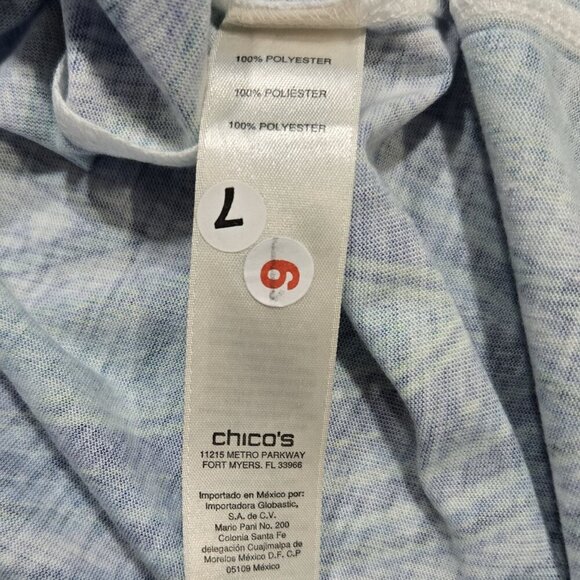 100% POLYESTER
100% POLIÉSTER
100% POLYESTER
7
6
chico's
11215 METRO PARKWAY
FORT MYERS. FL 33966
Importado en México por:
Importadora Globastic,
S.A. de C.V.
Mario Pani No. 200
Colonia Santa Fe
delegación Cuajimalpa de
Morelos México D.F. C.P
05109 México